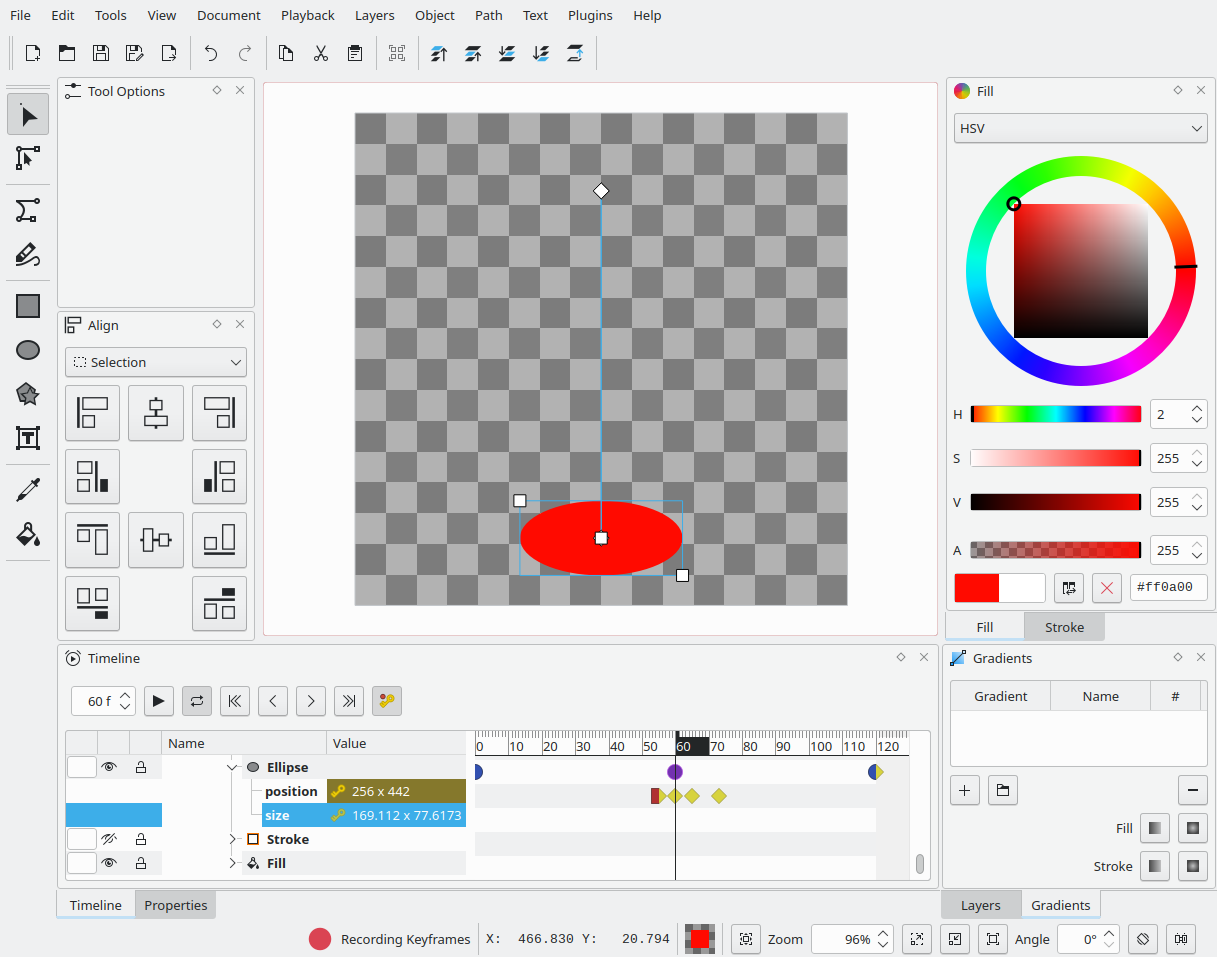 File Edit Tools View Document Playback Layers Object Path Text Plugins Help
Tool Options
Align
Selection
Fill
HSV
H 2
S 255
V 255
A 255
#ff0a00
Fill Stroke
Timeline
60 f
Name Value
0 10 20 30 40 50 60 70 80 90 100 110 120
Ellipse
position 256 x 442
size 169.112 x 77.6173
Stroke
Fill
Timeline Properties
Gradients
Gradient Name #
Fill
Stroke
Layers Gradients
Recording Keyframes X: 466.830 Y: 20.794 Zoom 96% Angle 0°